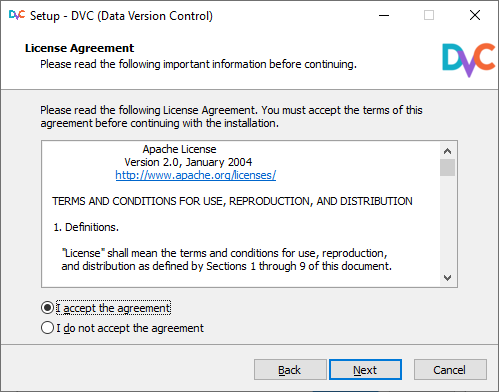 DVC Setup - DVC (Data Version Control)
License Agreement
Please read the following important information before continuing.
DVC
Please read the following License Agreement. You must accept the terms of this
agreement before continuing with the installation.
Apache License
Version 2.0, January 2004
http://www.apache.org/licenses/
TERMS AND CONDITIONS FOR USE, REPRODUCTION, AND DISTRIBUTION
1. Definitions.
"License" shall mean the terms and conditions for use, reproduction,
and distribution as defined by Sections 1 through 9 of this document.
I accept the agreement
I do not accept the agreement
Back
Next
Cancel